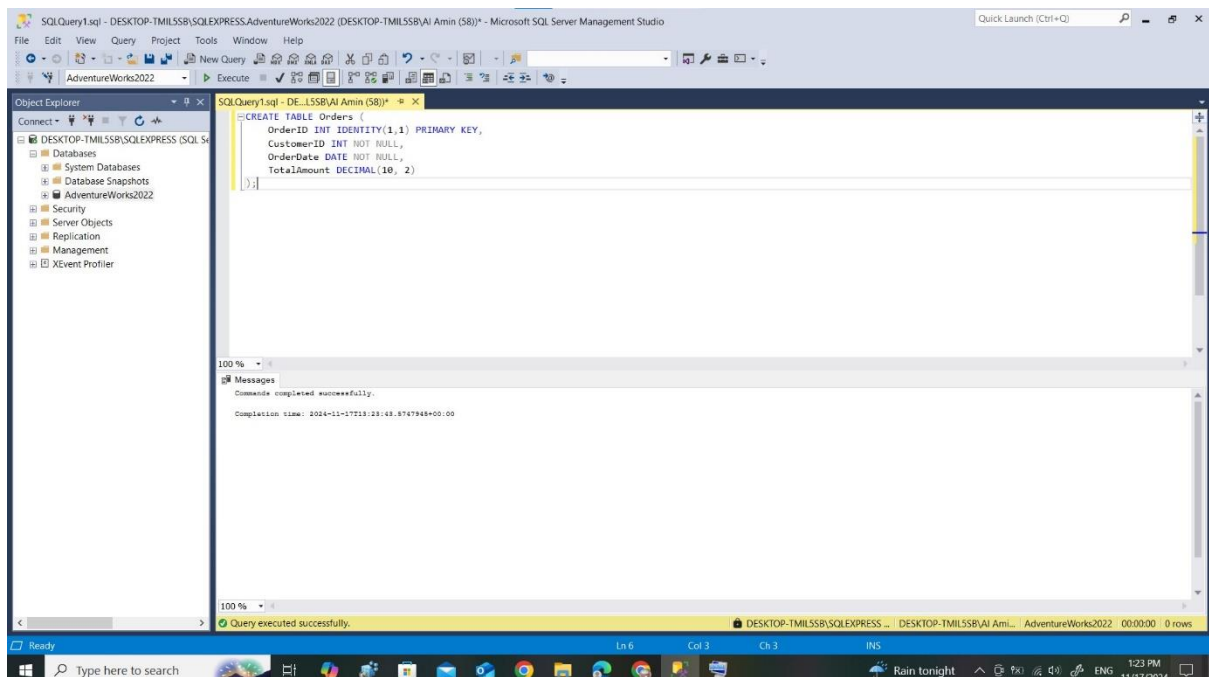 SQLQuery1.sql - DESKTOP-TMIL5SB\SQLEXPRESS.AdventureWorks2022 (DESKTOP-TMIL5SB\Al Amin (58))* - Microsoft SQL Server Management Studio
Quick Launch (Ctrl+Q)
File Edit View Query Project Tools Window Help
New Query
AdventureWorks2022 Execute
Object Explorer
SQLQuery1.sql - DE...L5SB\Al Amin (58))*
Connect
DESKTOP-TMIL5SB\SQLEXPRESS (SQL Se
Databases
System Databases
Database Snapshots
AdventureWorks2022
Security
Server Objects
Replication
Management
XEvent Profiler
CREATE TABLE Orders (
OrderID INT IDENTITY(1,1) PRIMARY KEY,
CustomerID INT NOT NULL,
OrderDate DATE NOT NULL,
TotalAmount DECIMAL(10, 2)
);
100 %
Messages
Commands completed successfully.
Completion time: 2024-11-17T13:23:43.5747945+00:00
100 %
Query executed successfully.
DESKTOP-TMIL5SB\SQLEXPRESS ... DESKTOP-TMIL5SB\Al Ami... AdventureWorks2022 00:00:00 0 rows
Ready Ln 6 Col 3 Ch 3 INS
Type here to search
Rain tonight
ENG
1:23 PM
11/17/2024